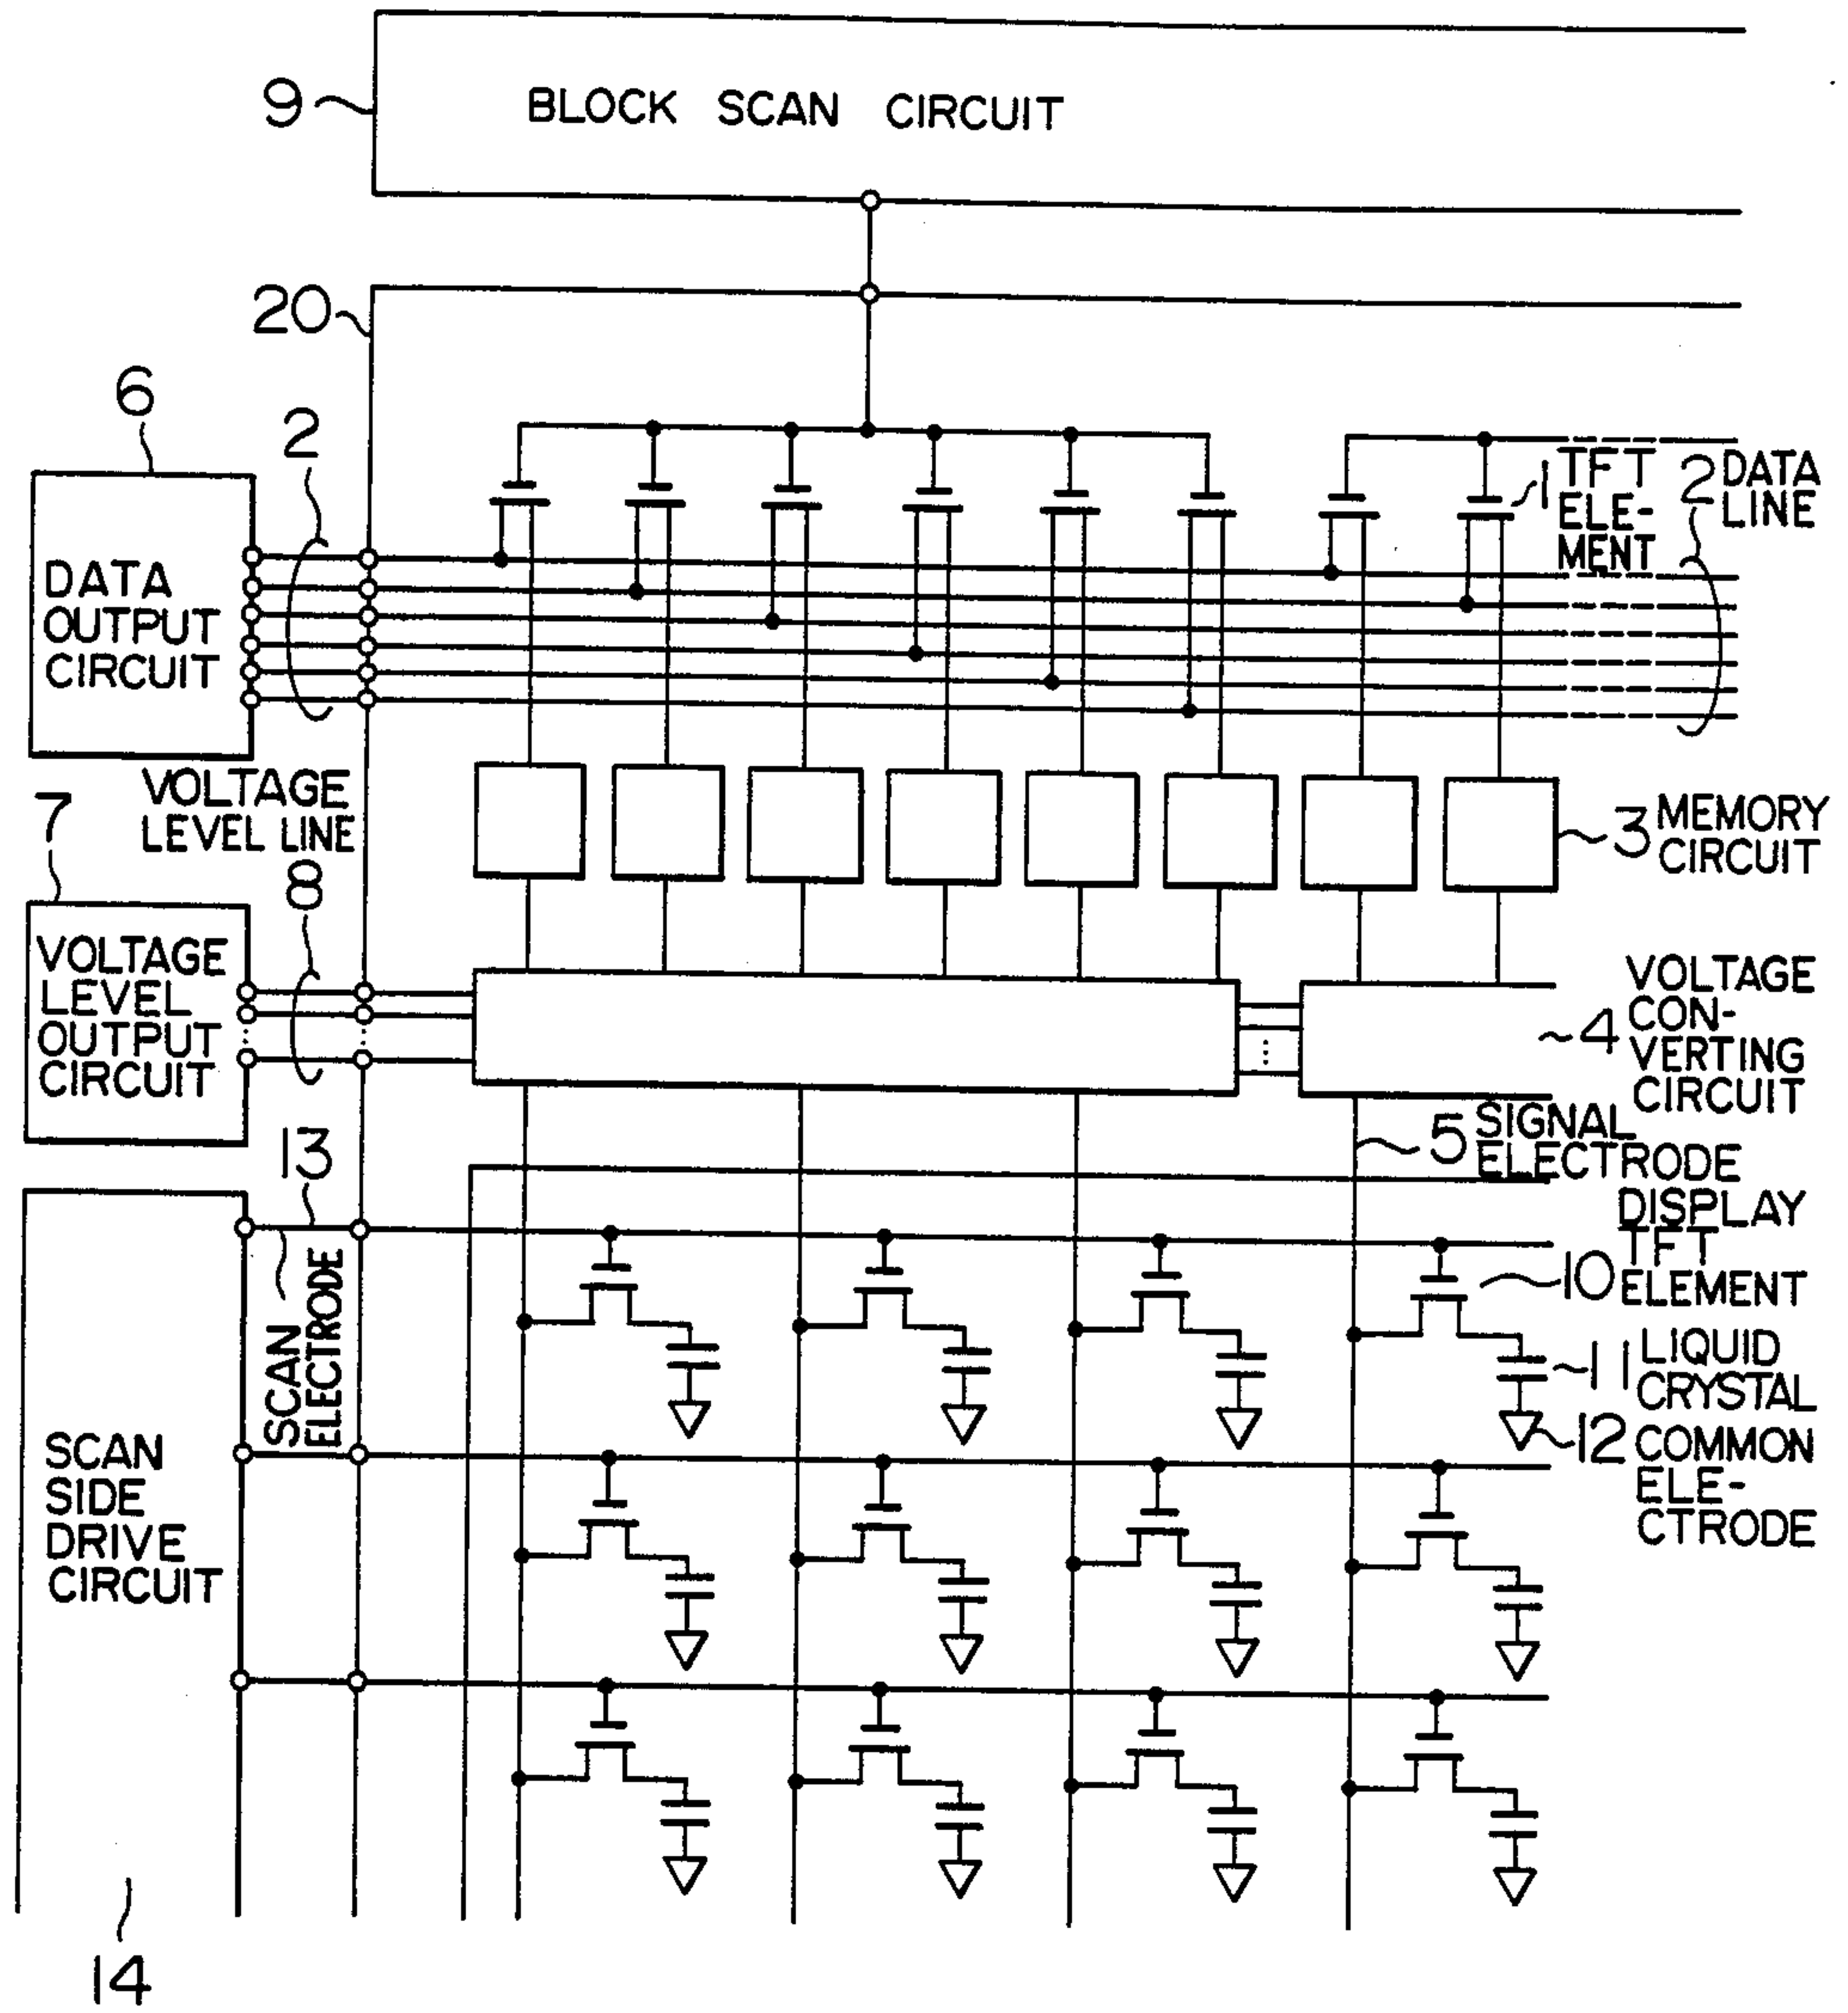 9
BLOCK SCAN CIRCUIT
20
6
2
DATA
OUTPUT
CIRCUIT
1 TFT
ELE-
MENT
2 DATA
LINE
VOLTAGE
LEVEL LINE
3 MEMORY
CIRCUIT
7
8
VOLTAGE
LEVEL
OUTPUT
CIRCUIT
4 VOLTAGE
CON-
VERTING
CIRCUIT
5 SIGNAL
ELECTRODE
13
SCAN
ELECTRODE
DISPLAY
10 TFT
ELEMENT
11 LIQUID
CRYSTAL
12 COMMON
ELE-
CTRODE
SCAN
SIDE
DRIVE
CIRCUIT
14